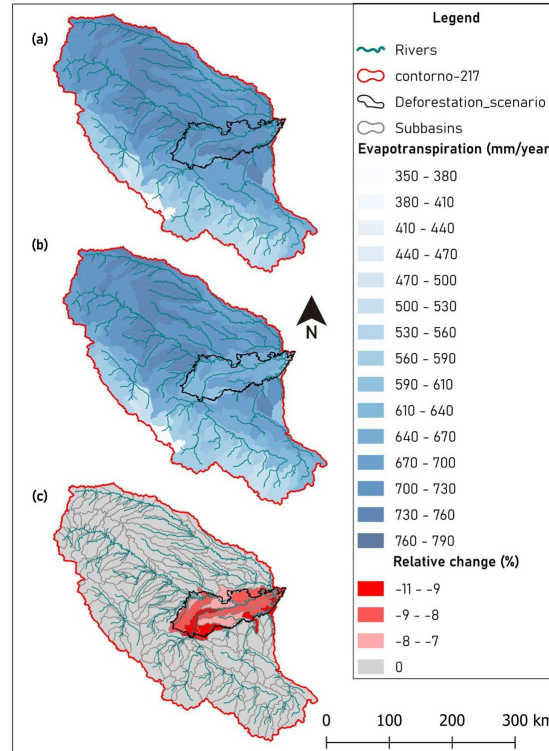 (a)
(b)
N
(c)
Legend
Rivers
contorno-217
Deforestation_scenario
Subbasins
Evapotranspiration (mm/year)
350 - 380
380 - 410
410 - 440
440 - 470
470 - 500
500 - 530
530 - 560
560 - 590
590 - 610
610 - 640
640 - 670
670 - 700
700 - 730
730 - 760
760 - 790
Relative change (%)
-11 - -9
-9 - -8
-8 - -7
0
0 100 200 300 km